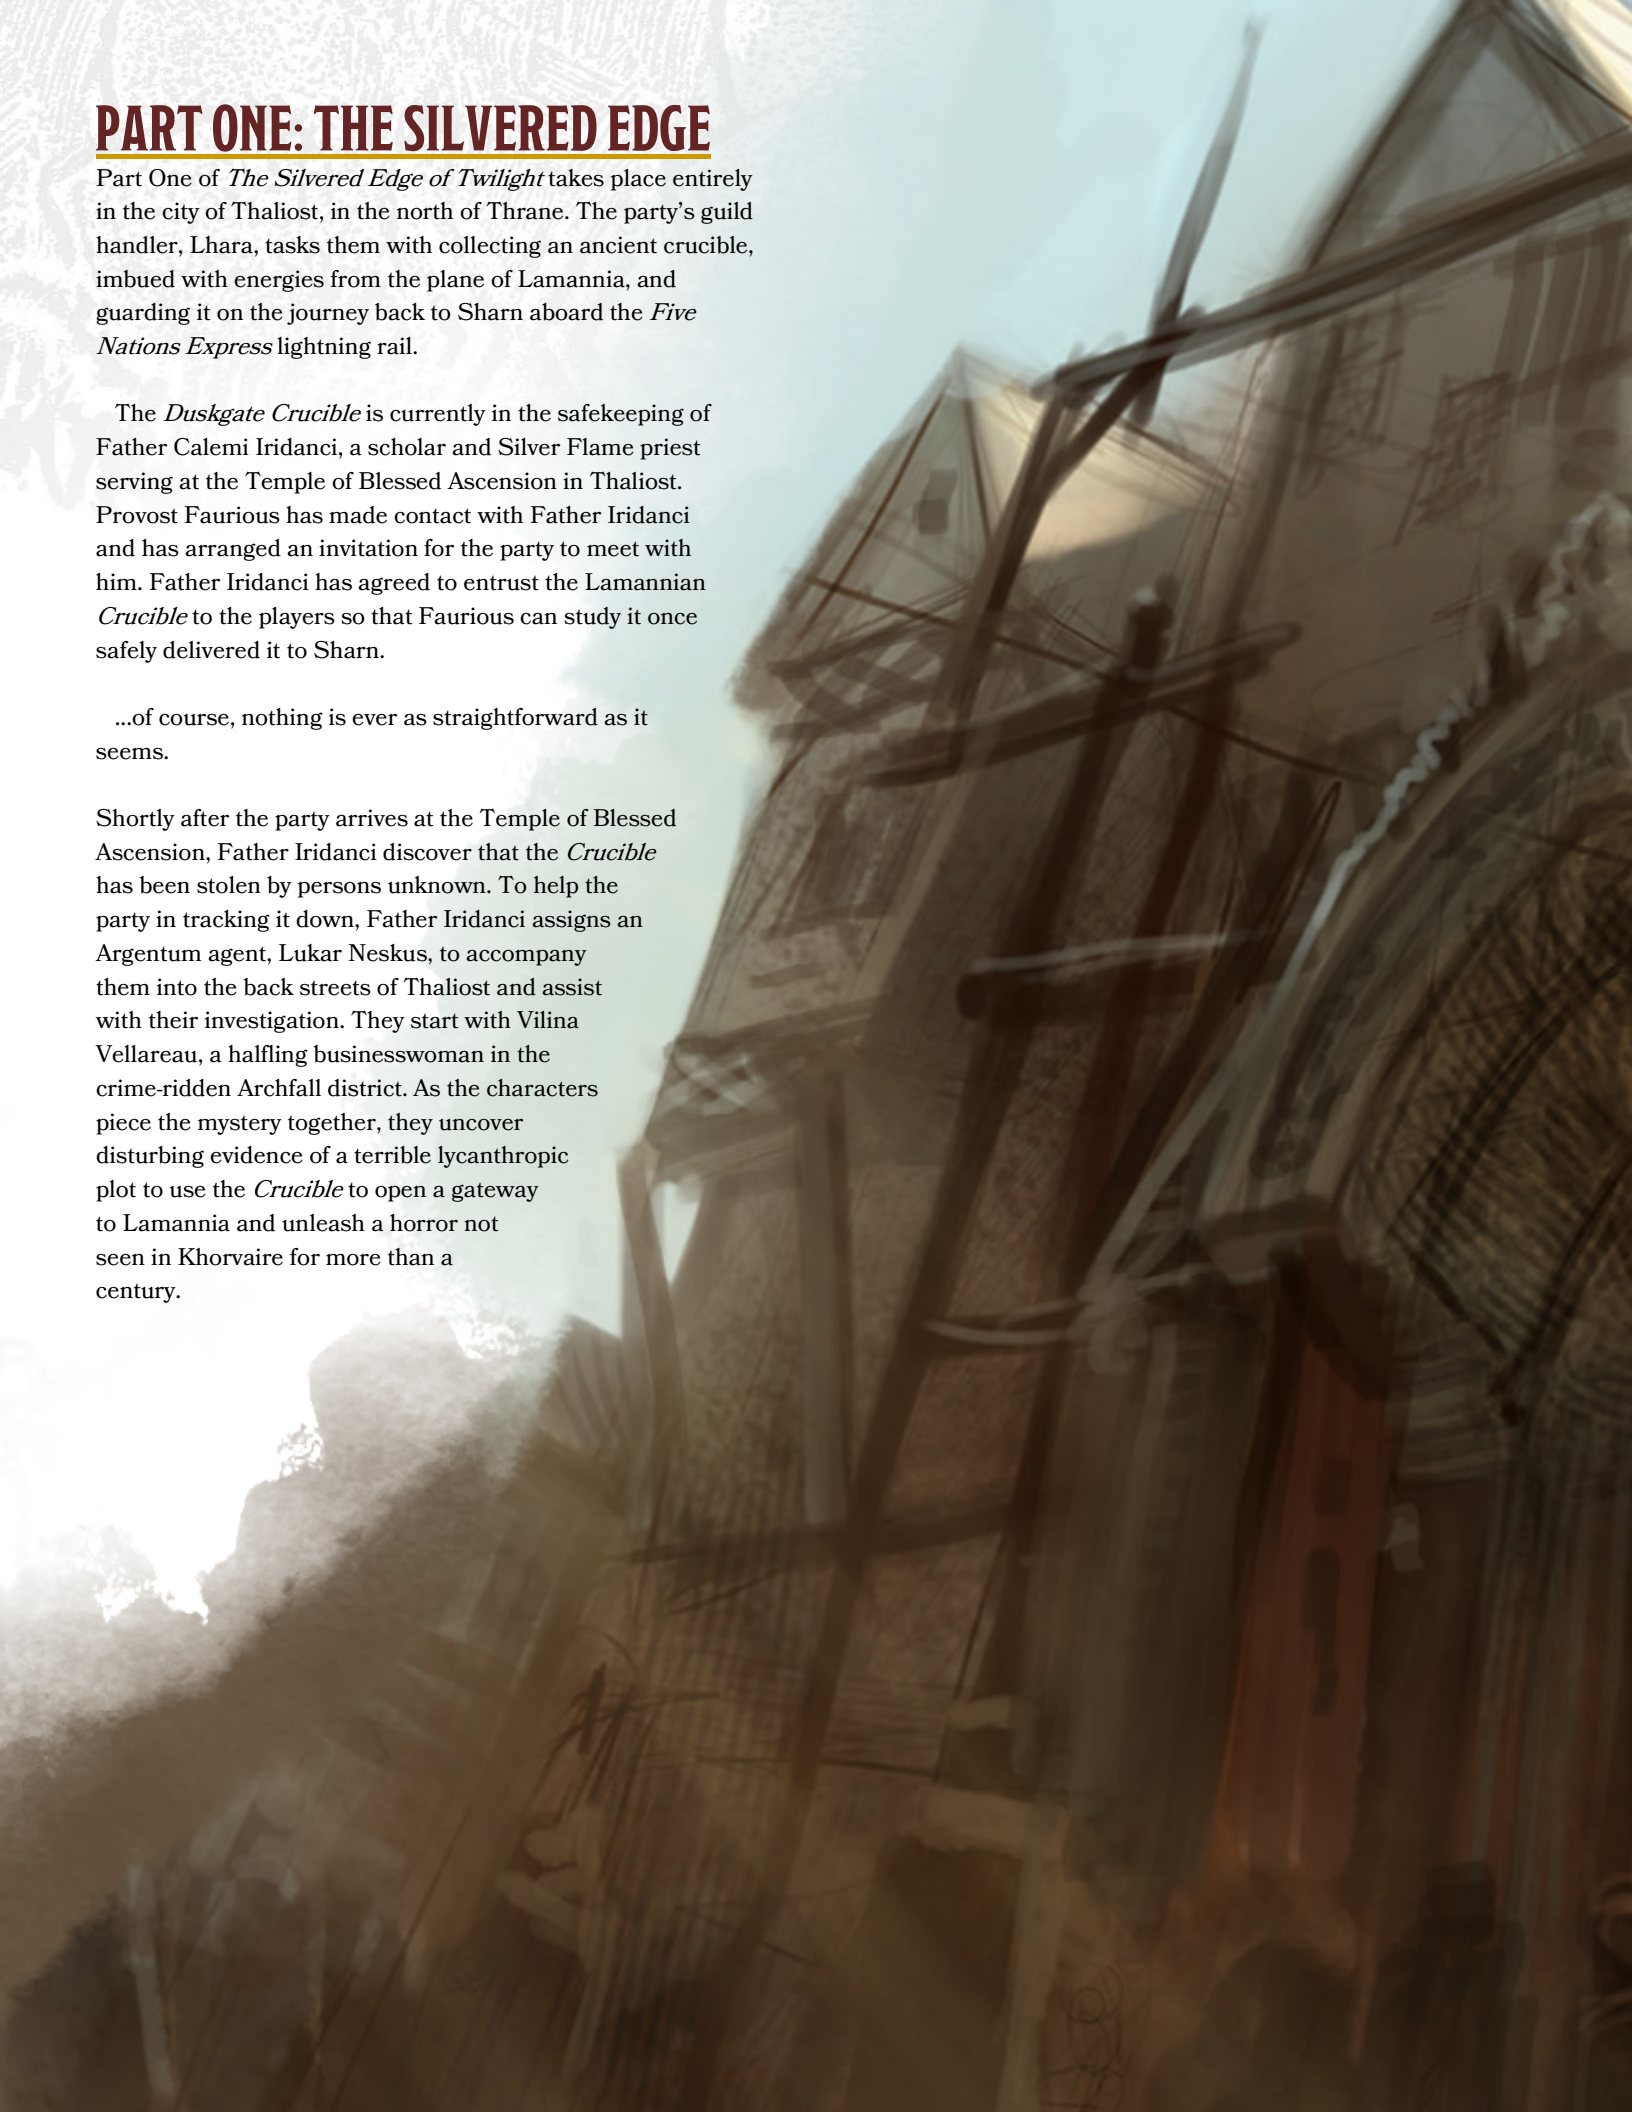 PART ONE: THE SILVERED EDGE
Part One of The Silvered Edge of Twilight takes place entirely
in the city of Thaliost, in the north of Thrane. The party’s guild
handler, Lhara, tasks them with collecting an ancient crucible,
imbued with energies from the plane of Lamannia, and
guarding it on the journey back to Sharn aboard the Five
Nations Express lightning rail.
The Duskgate Crucible is currently in the safekeeping of
Father Calemi Iridanci, a scholar and Silver Flame priest
serving at the Temple of Blessed Ascension in Thaliost.
Provost Faurious has made contact with Father Iridanci
and has arranged an invitation for the party to meet with
him. Father Iridanci has agreed to entrust the Lamannian
Crucible to the players so that Faurious can study it once
safely delivered it to Sharn.
...of course, nothing is ever as straightforward as it
seems.
Shortly after the party arrives at the Temple of Blessed
Ascension, Father Iridanci discover that the Crucible
has been stolen by persons unknown. To help the
party in tracking it down, Father Iridanci assigns an
Argentum agent, Lukar Neskus, to accompany
them into the back streets of Thaliost and assist
with their investigation. They start with Vilina
Vellareau, a halfling businesswoman in the
crime-ridden Archfall district. As the characters
piece the mystery together, they uncover
disturbing evidence of a terrible lycanthropic
plot to use the Crucible to open a gateway
to Lamannia and unleash a horror not
seen in Khorvaire for more than a
century.